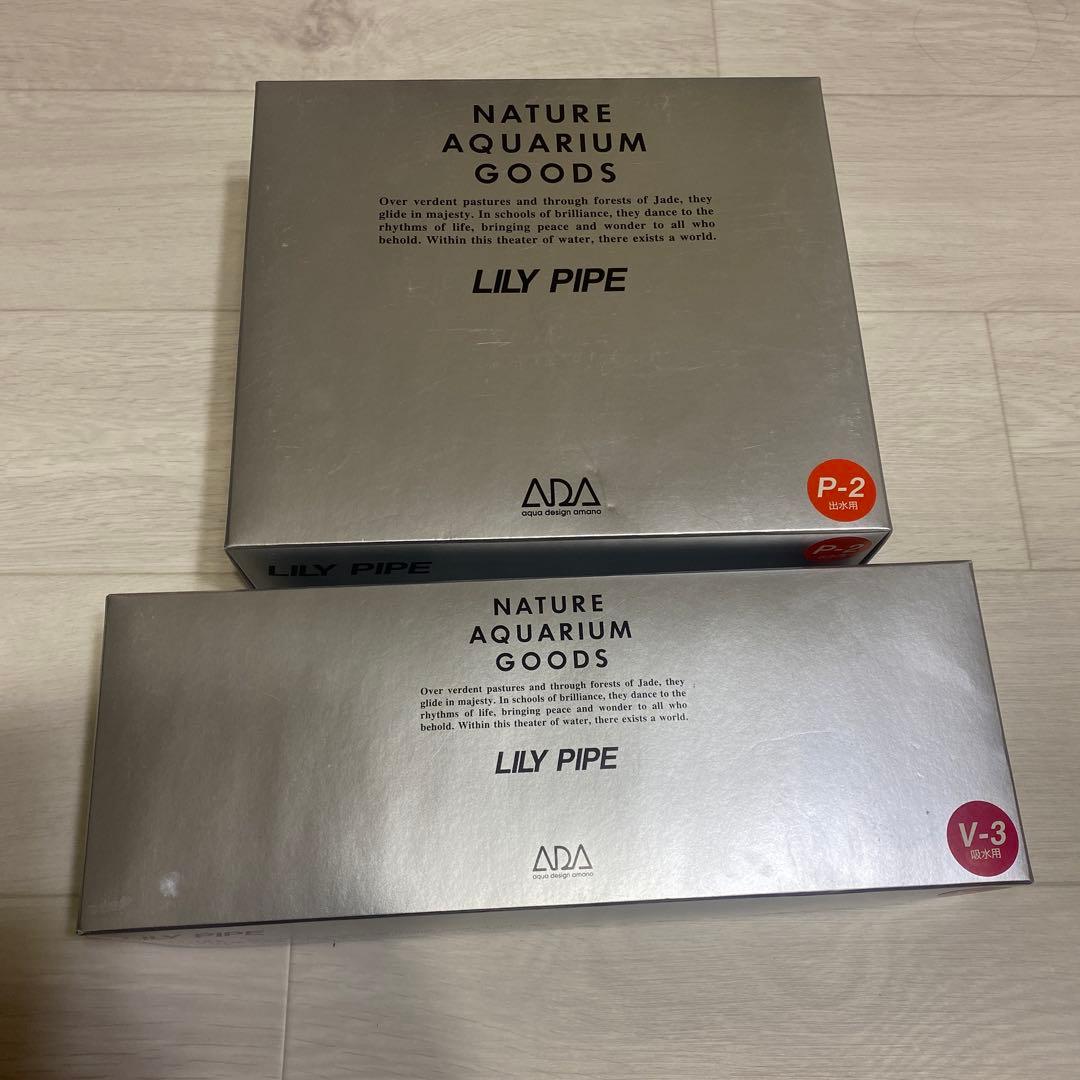 NATURE
AQUARIUM
GOODS
Over verdent pastures and through forests of Jade, they
glide in majesty. In schools of brilliance, they dance to the
rhythms of life, bringing peace and wonder to all who
behold. Within this theater of water, there exists a world.
LILY PIPE
ADA
aqua design amano
P-2
出水用
LILY PIPE
P-2
NATURE
AQUARIUM
GOODS
Over verdent pastures and through forests of Jade, they
glide in majesty. In schools of brilliance, they dance to the
rhythms of life, bringing peace and wonder to all who
behold. Within this theater of water, there exists a world.
LILY PIPE
ADA
aqua design amano
V-3
吸水用
LILY PIPE